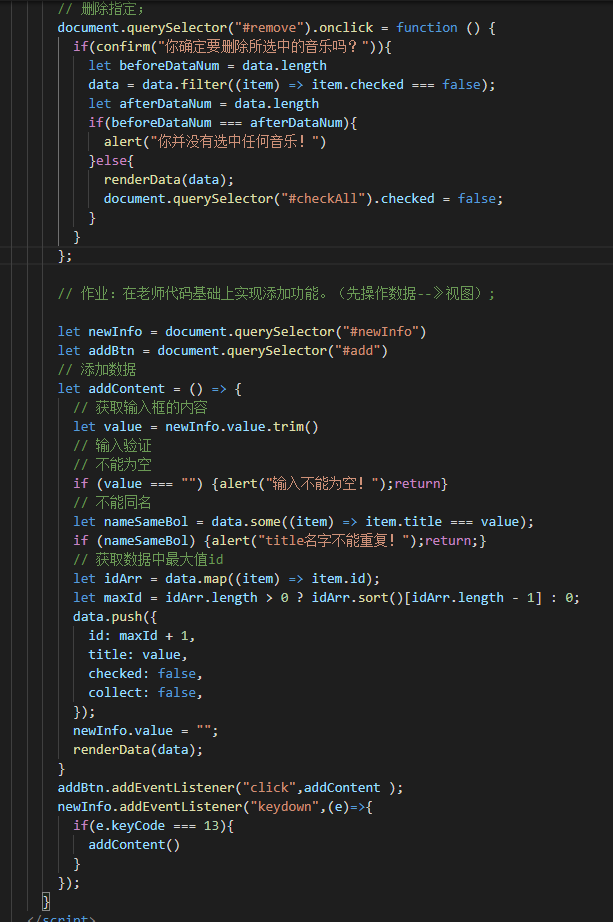 // 删除指定;
document.querySelector("#remove").onclick = function () {
if(confirm("你确定要删除所选中的音乐吗？")){
let beforeDataNum = data.length
data = data.filter((item) => item.checked === false);
let afterDataNum = data.length
if(beforeDataNum === afterDataNum){
alert("你并没有选中任何音乐！")
}else{
renderData(data);
document.querySelector("#checkAll").checked = false;
}
}
};
// 作业：在老师代码基础上实现添加功能。（先操作数据--》视图）;
let newInfo = document.querySelector("#newInfo")
let addBtn = document.querySelector("#add")
// 添加数据
let addContent = () => {
// 获取输入框的内容
let value = newInfo.value.trim()
// 输入验证
// 不能为空
if (value === "") {alert("输入不能为空！");return}
// 不能同名
let nameSameBol = data.some((item) => item.title === value);
if (nameSameBol) {alert("title名字不能重复！");return;}
// 获取数据中最大值id
let idArr = data.map((item) => item.id);
let maxId = idArr.length > 0 ? idArr.sort()[idArr.length - 1] : 0;
data.push({
id: maxId + 1,
title: value,
checked: false,
collect: false,
});
newInfo.value = "";
renderData(data);
}
addBtn.addEventListener("click",addContent );
newInfo.addEventListener("keydown",(e)=>{
if(e.keyCode === 13){
addContent()
}
});
}
</script>